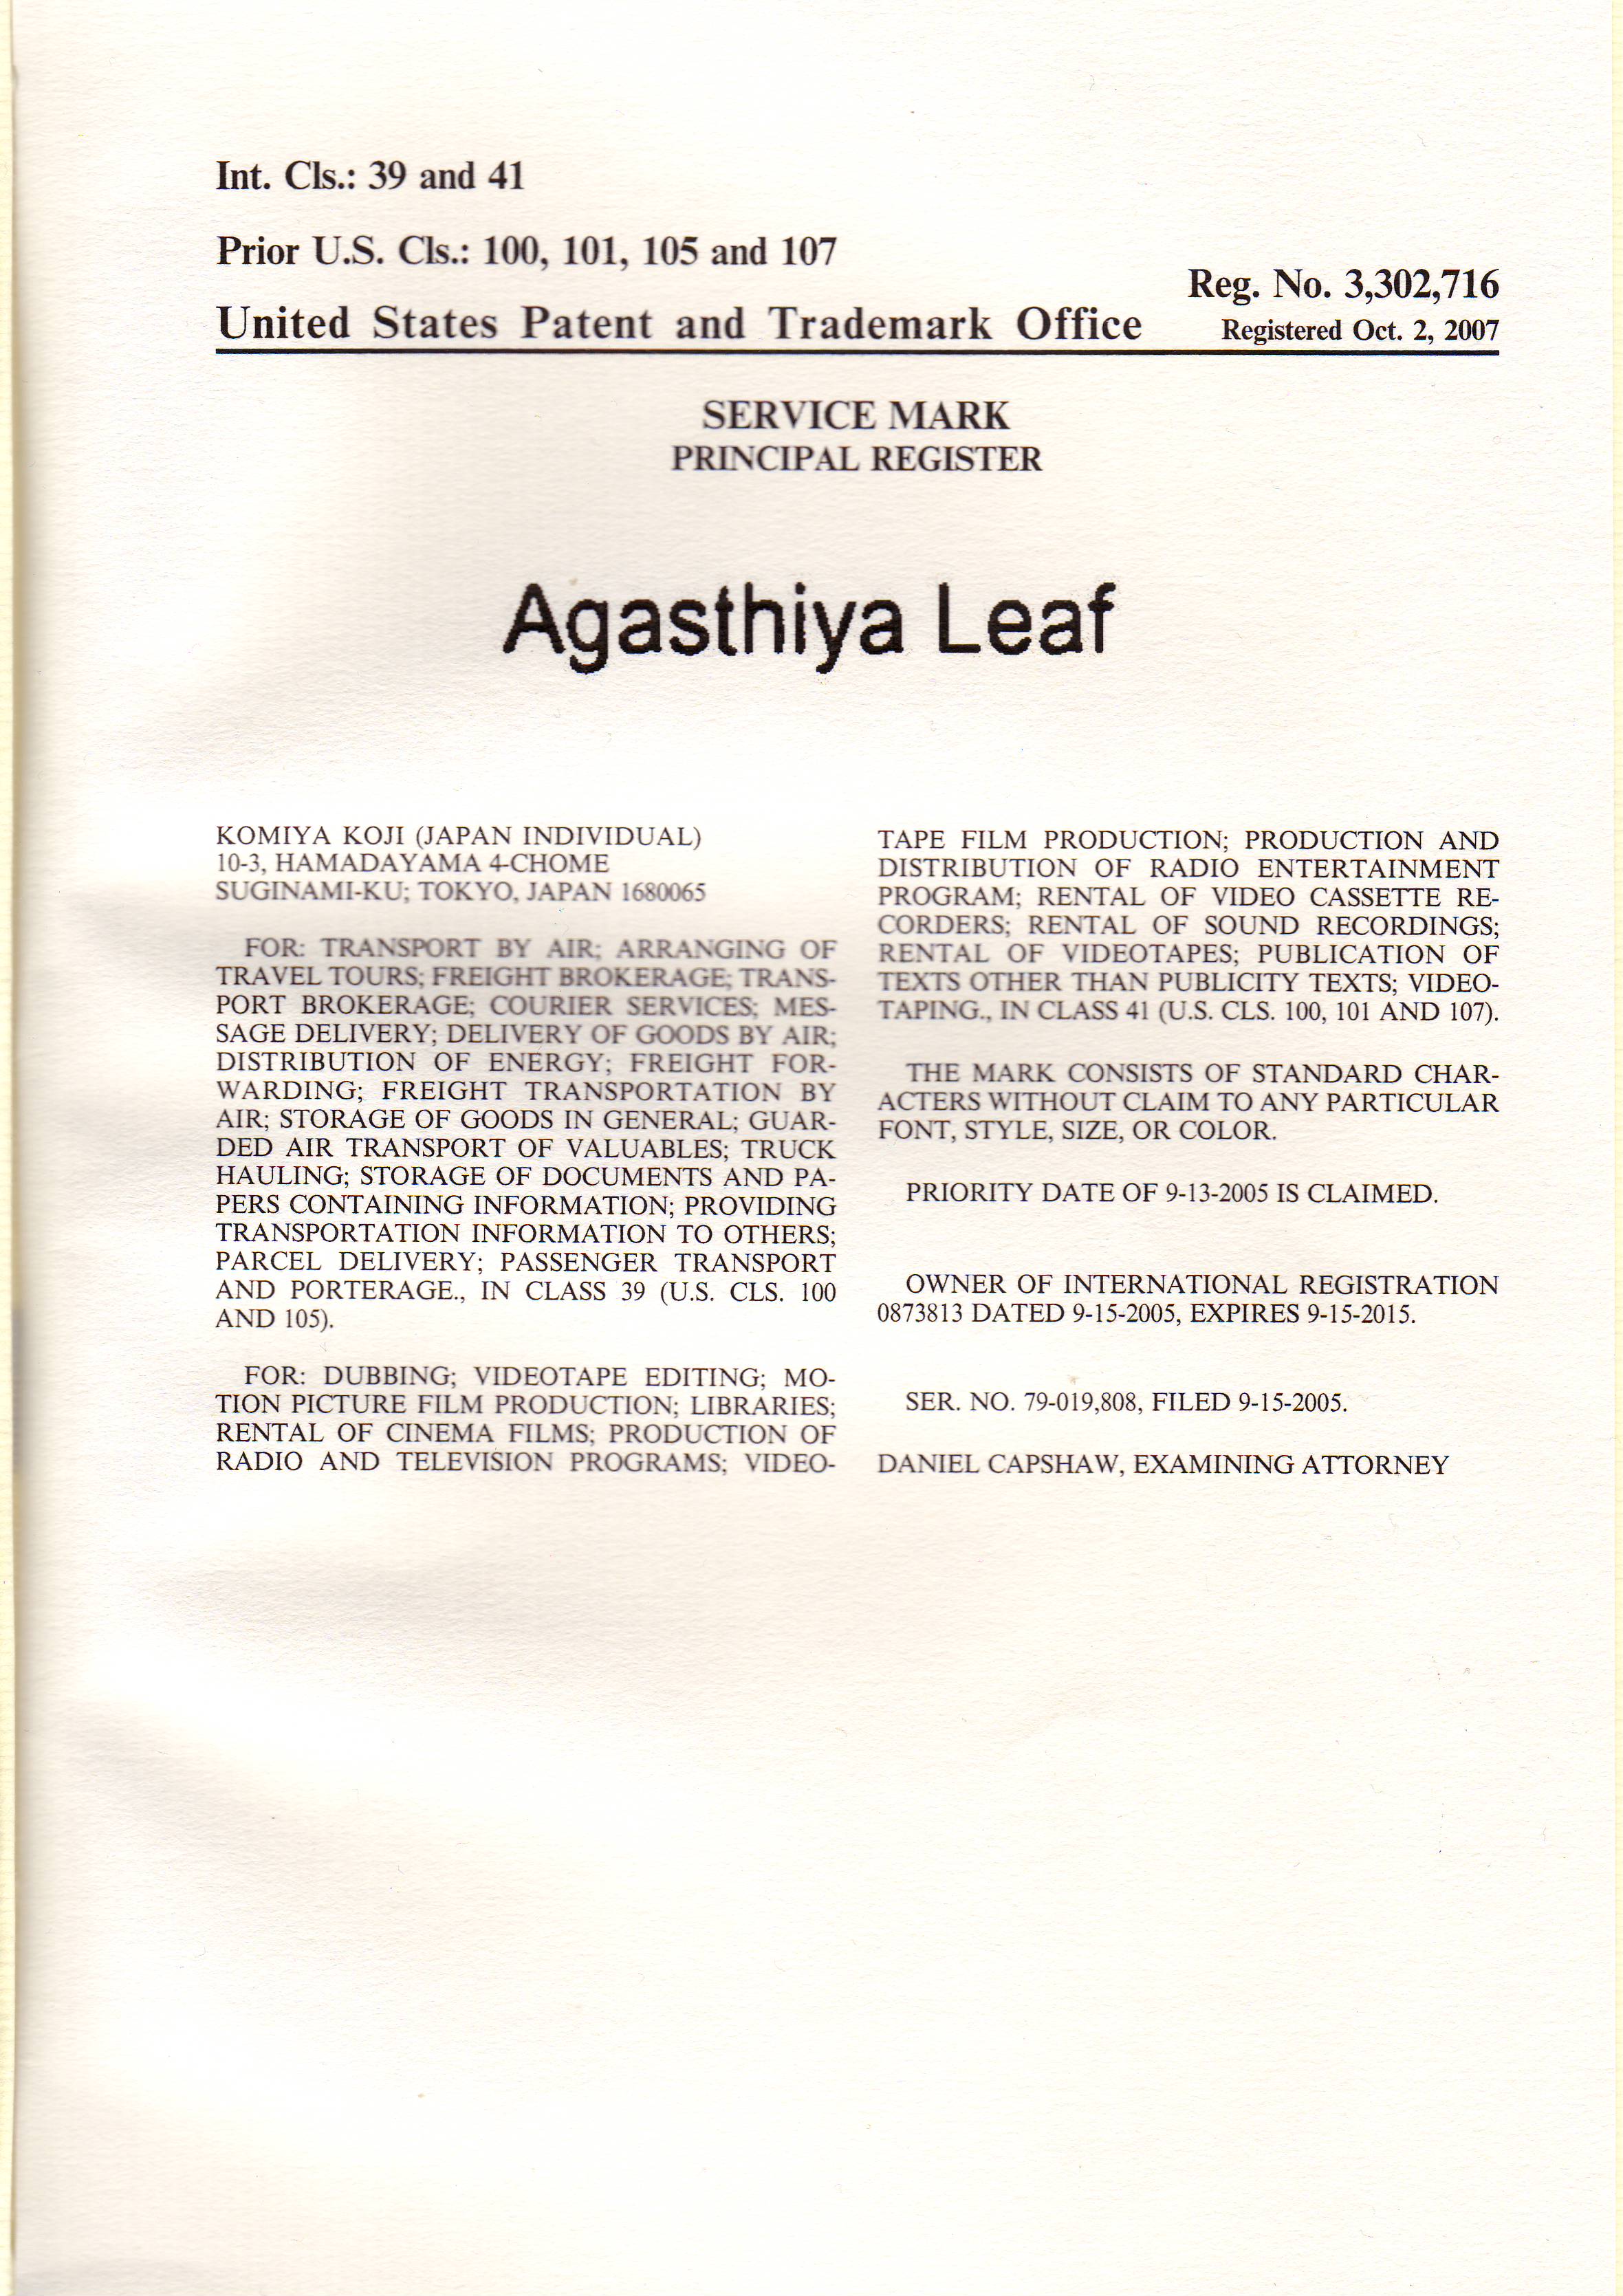 Int. Cls.: 39 and 41
Prior U.S. Cls.: 100, 101, 105 and 107
Reg. No. 3,302,716
United States Patent and Trademark Office
Registered Oct. 2, 2007
SERVICE MARK
PRINCIPAL REGISTER
Agasthiya Leaf
KOMIYA KOJI (JAPAN INDIVIDUAL)
10-3, HAMADAYAMA 4-CHOME
SUGINAMI-KU; TOKYO, JAPAN 1680065
FOR: TRANSPORT BY AIR; ARRANGING OF
TRAVEL TOURS; FREIGHT BROKERAGE; TRANS-
PORT BROKERAGE; COURIER SERVICES; MES-
SAGE DELIVERY; DELIVERY OF GOODS BY AIR;
DISTRIBUTION OF ENERGY; FREIGHT FOR-
WARDING; FREIGHT TRANSPORTATION BY
AIR; STORAGE OF GOODS IN GENERAL; GUAR-
DED AIR TRANSPORT OF VALUABLES; TRUCK
HAULING; STORAGE OF DOCUMENTS AND PA-
PERS CONTAINING INFORMATION; PROVIDING
TRANSPORTATION INFORMATION TO OTHERS;
PARCEL DELIVERY; PASSENGER TRANSPORT
AND PORTERAGE., IN CLASS 39 (U.S. CLS. 100
AND 105).
FOR: DUBBING; VIDEOTAPE EDITING; MO-
TION PICTURE FILM PRODUCTION; LIBRARIES;
RENTAL OF CINEMA FILMS; PRODUCTION OF
RADIO AND TELEVISION PROGRAMS; VIDEO-
TAPE FILM PRODUCTION; PRODUCTION AND
DISTRIBUTION OF RADIO ENTERTAINMENT
PROGRAM; RENTAL OF VIDEO CASSETTE RE-
CORDERS; RENTAL OF SOUND RECORDINGS;
RENTAL OF VIDEOTAPES; PUBLICATION OF
TEXTS OTHER THAN PUBLICITY TEXTS; VIDEO-
TAPING., IN CLASS 41 (U.S. CLS. 100, 101 AND 107).
THE MARK CONSISTS OF STANDARD CHAR-
ACTERS WITHOUT CLAIM TO ANY PARTICULAR
FONT, STYLE, SIZE, OR COLOR.
PRIORITY DATE OF 9-13-2005 IS CLAIMED.
OWNER OF INTERNATIONAL REGISTRATION
0873813 DATED 9-15-2005, EXPIRES 9-15-2015.
SER. NO. 79-019,808, FILED 9-15-2005.
DANIEL CAPSHAW, EXAMINING ATTORNEY